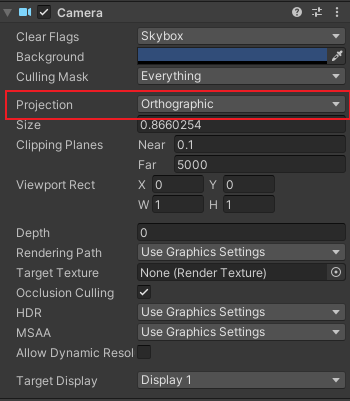 Camera
Clear Flags Skybox
Background
Culling Mask Everything
Projection Orthographic
Size 0.8660254
Clipping Planes Near 0.1
Far 5000
Viewport Rect X 0 Y 0
W 1 H 1
Depth 0
Rendering Path Use Graphics Settings
Target Texture None (Render Texture)
Occlusion Culling
HDR Use Graphics Settings
MSAA Use Graphics Settings
Allow Dynamic Resol
Target Display Display 1